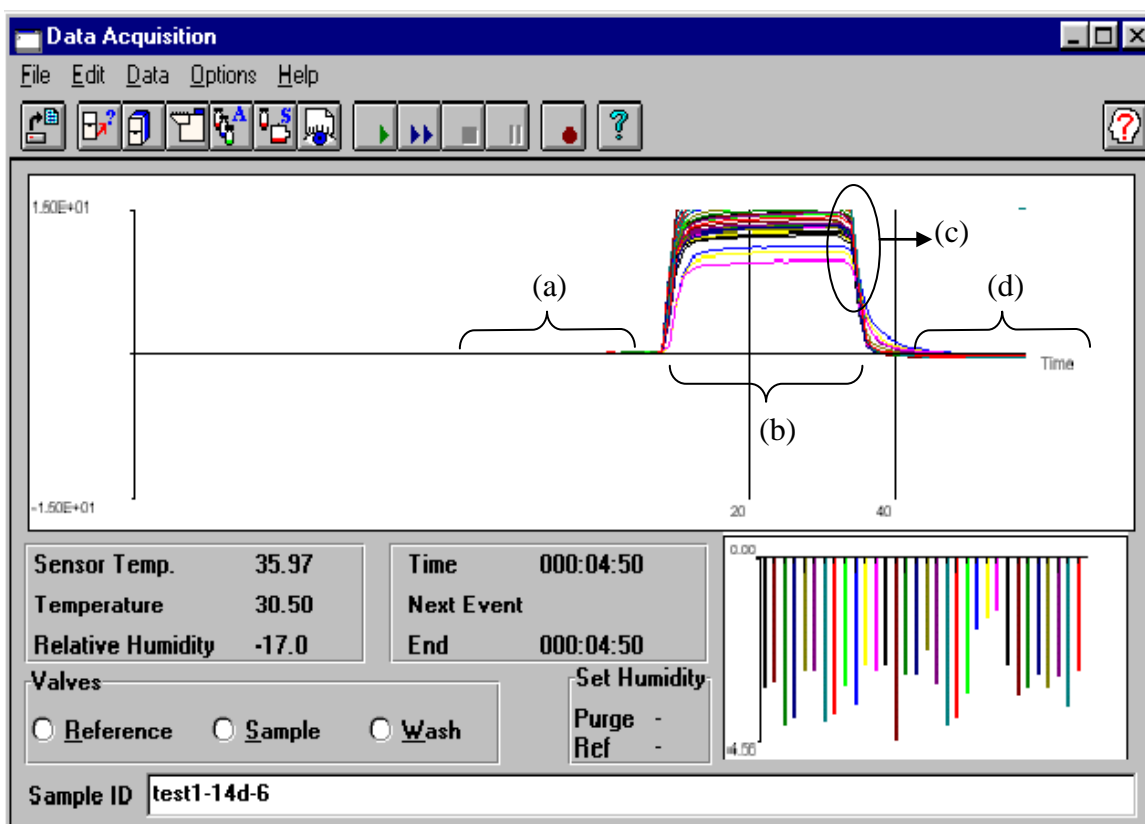 Data Acquisition
File Edit Data Options Help
1.50E+01
(a)
(b)
(c)
(d)
Time
-1.50E+01
20
40
Sensor Temp. 35.97
Temperature 30.50
Relative Humidity -17.0
Time 000:04:50
Next Event
End 000:04:50
0.00
-4.56
Valves
Reference Sample Wash
Set Humidity
Purge -
Ref -
Sample ID test1-14d-6